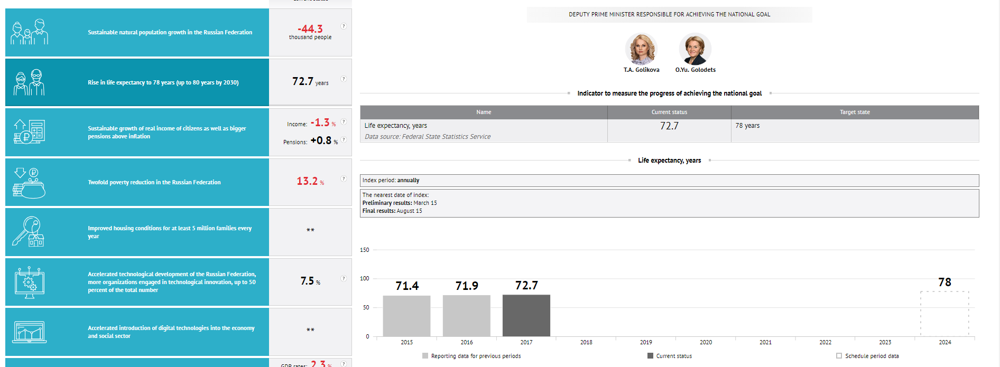 Sustainable natural population growth in the Russian Federation
-44.3
thousand people
?
Rise in life expectancy to 78 years (up to 80 years by 2030)
72.7 years
?
Sustainable growth of real income of citizens as well as bigger
pensions above inflation
Income: -1.3 %
?
Pensions: +0.8 %
?
Twofold poverty reduction in the Russian Federation
13.2 %
?
Improved housing conditions for at least 5 million families every
year
**
Accelerated technological development of the Russian Federation,
more organizations engaged in technological innovation, up to 50
percent of the total number
7.5 %
?
Accelerated introduction of digital technologies into the economy
and social sector
**
GDP rates: 2.3 %
?
DEPUTY PRIME MINISTER RESPONSIBLE FOR ACHIEVING THE NATIONAL GOAL
T.A. Golikova
O.Yu. Golodets
Indicator to measure the progress of achieving the national goal
Name Current status Target state
Life expectancy, years 72.7 78 years
Data source: Federal State Statistics Service
Life expectancy, years
Index period: annually
The nearest date of index:
Preliminary results: March 15
Final results: August 15
150
100
50
0
71.4 71.9 72.7 78
2015 2016 2017 2018 2019 2020 2021 2022 2023 2024
Reporting data for previous periods Current status Schedule period data